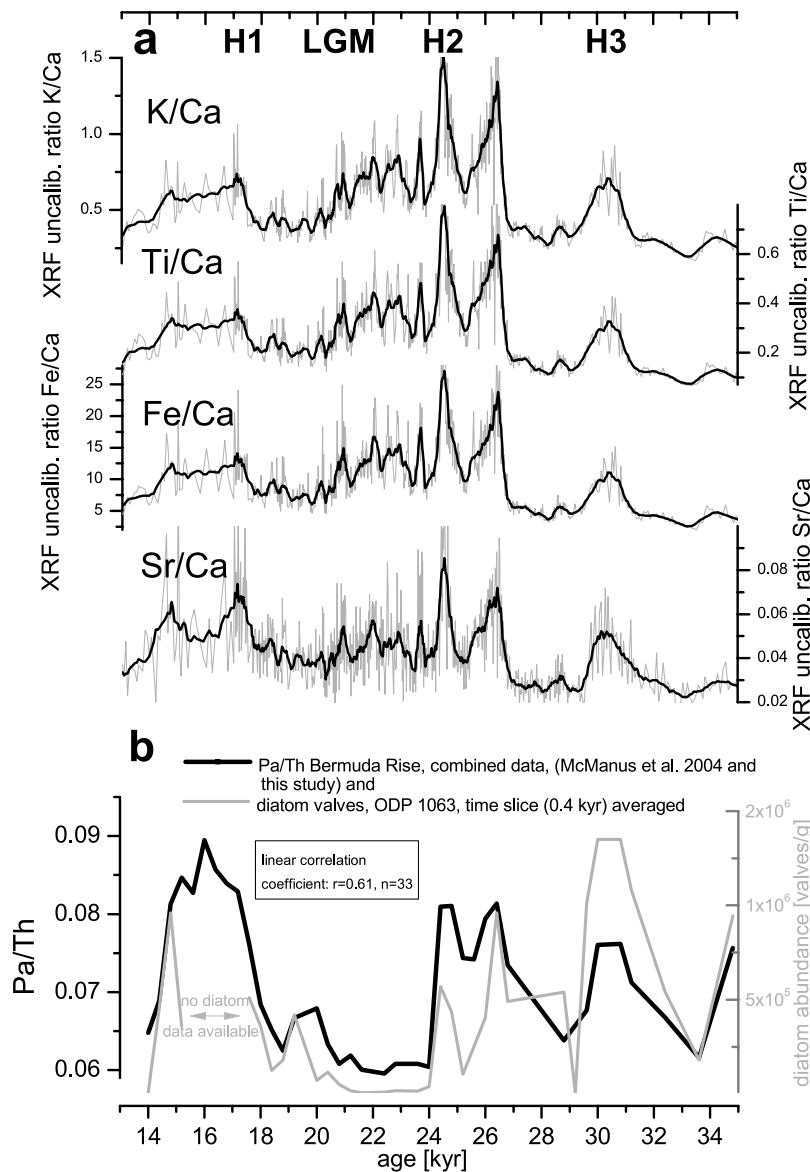 a H1 LGM H2 H3
1.5
K/Ca
1.0
0.5
XRF uncalib. ratio K/Ca
Ti/Ca
0.6
0.4
0.2
XRF uncalib. ratio Ti/Ca
Fe/Ca
25
20
15
10
5
XRF uncalib. ratio Fe/Ca
Sr/Ca
0.08
0.06
0.04
0.02
XRF uncalib. ratio Sr/Ca
b
Pa/Th Bermuda Rise, combined data, (McManus et al. 2004 and
this study) and
diatom valves, ODP 1063, time slice (0.4 kyr) averaged
linear correlation
coefficient: r=0.61, n=33
0.09
0.08
0.07
0.06
Pa/Th
no diatom
data available
2x10⁶
1x10⁶
5x10⁵
diatom abundance [valves/g]
14 16 18 20 22 24 26 28 30 32 34
age [kyr]